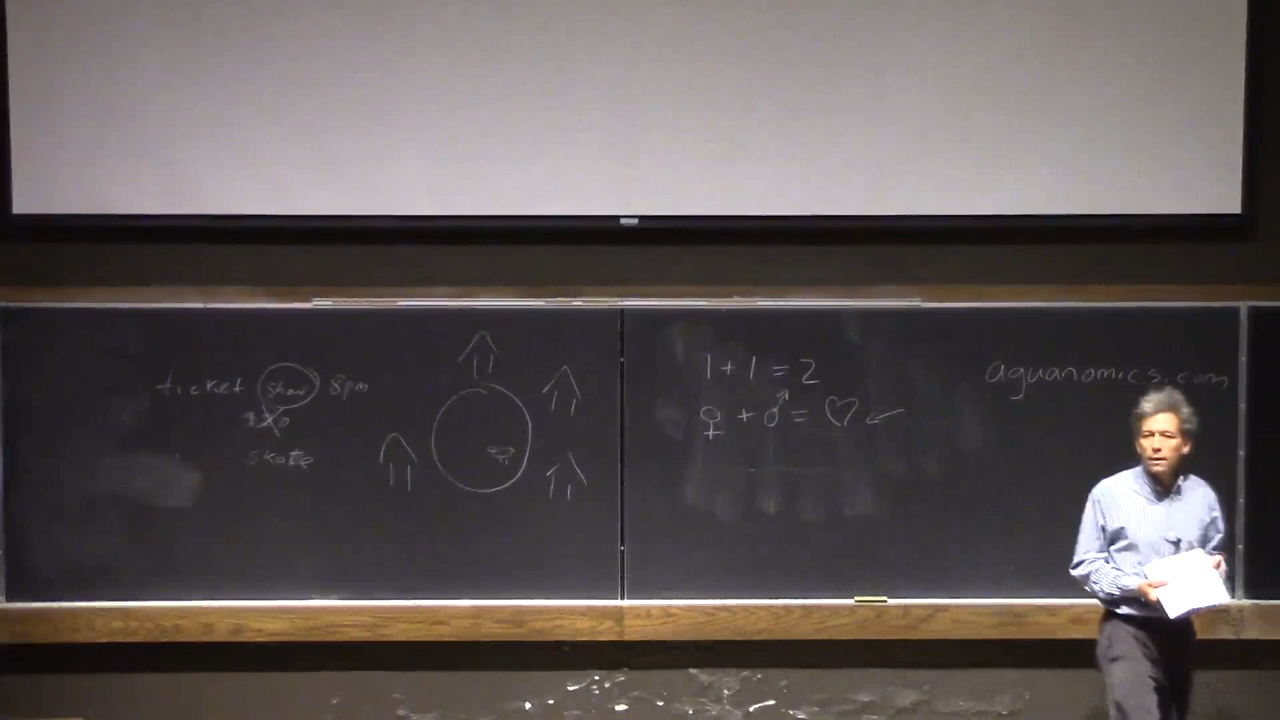 ticket show 8pm
skate
1 + 1 = 2
♀ + ♂ = ♡ ←
aguanomics.com